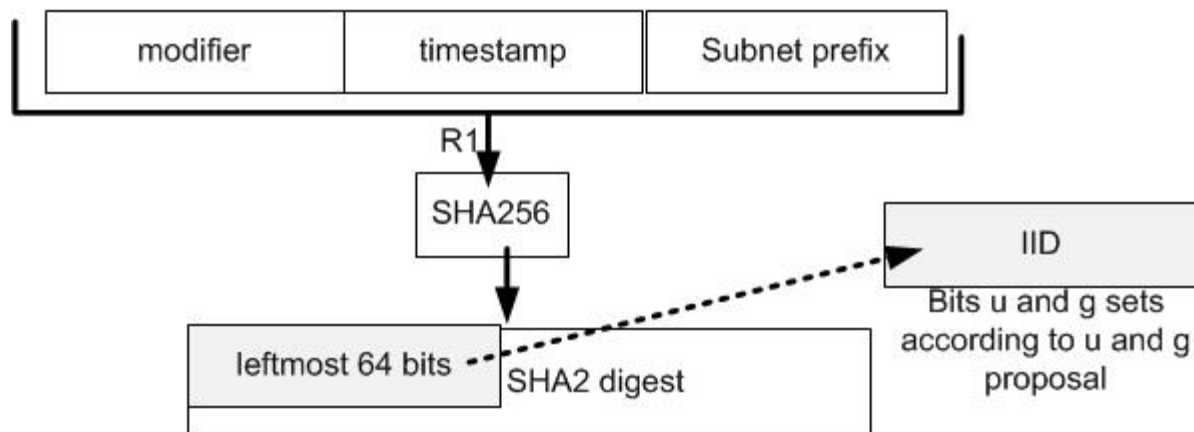 modifier timestamp Subnet prefix
R1
SHA256
IID
Bits u and g sets
according to u and g
proposal
leftmost 64 bits
SHA2 digest